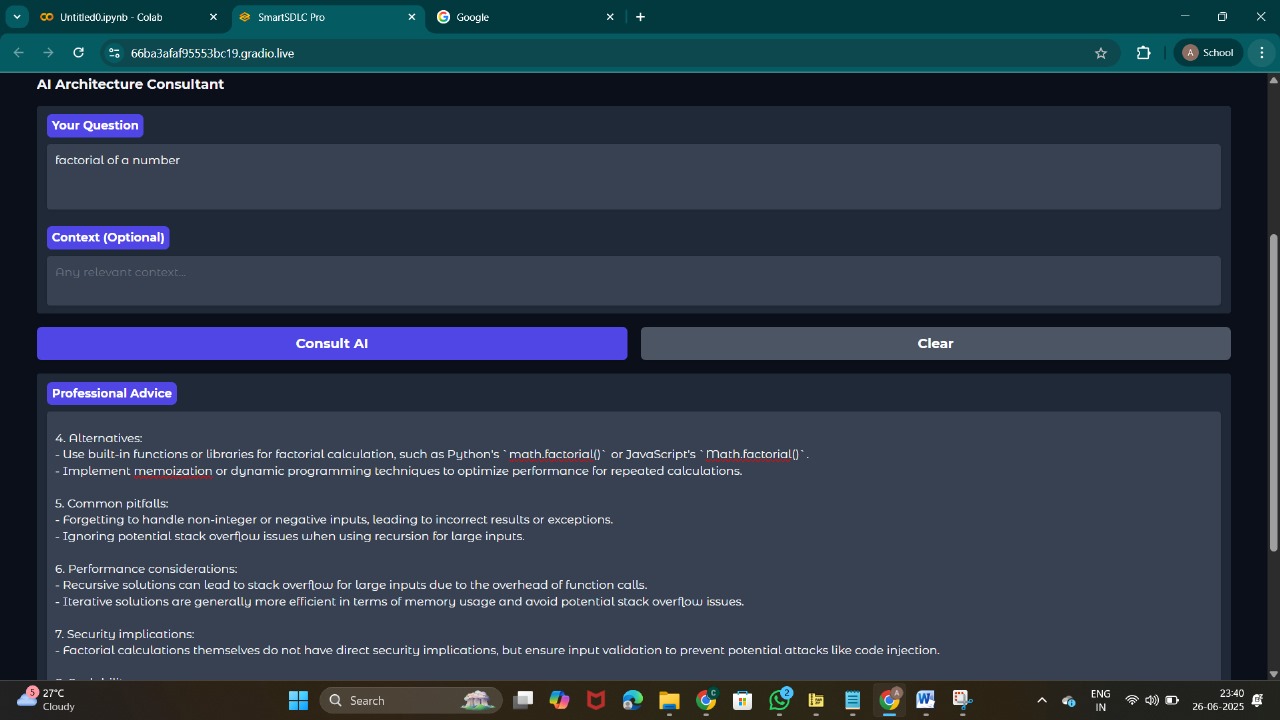 Untitled0.ipynb - Colab
SmartSDLC Pro
Google
66ba3afaf95553bc19.gradio.live
A School
AI Architecture Consultant
Your Question
factorial of a number
Context (Optional)
Any relevant context...
Consult AI
Clear
Professional Advice
4. Alternatives:
- Use built-in functions or libraries for factorial calculation, such as Python's `math.factorial()` or JavaScript's `Math.factorial()`.
- Implement memoization or dynamic programming techniques to optimize performance for repeated calculations.
5. Common pitfalls:
- Forgetting to handle non-integer or negative inputs, leading to incorrect results or exceptions.
- Ignoring potential stack overflow issues when using recursion for large inputs.
6. Performance considerations:
- Recursive solutions can lead to stack overflow for large inputs due to the overhead of function calls.
- Iterative solutions are generally more efficient in terms of memory usage and avoid potential stack overflow issues.
7. Security implications:
- Factorial calculations themselves do not have direct security implications, but ensure input validation to prevent potential attacks like code injection.
5
27°C
Cloudy
Search
2
ENG
IN
23:40
26-06-2025